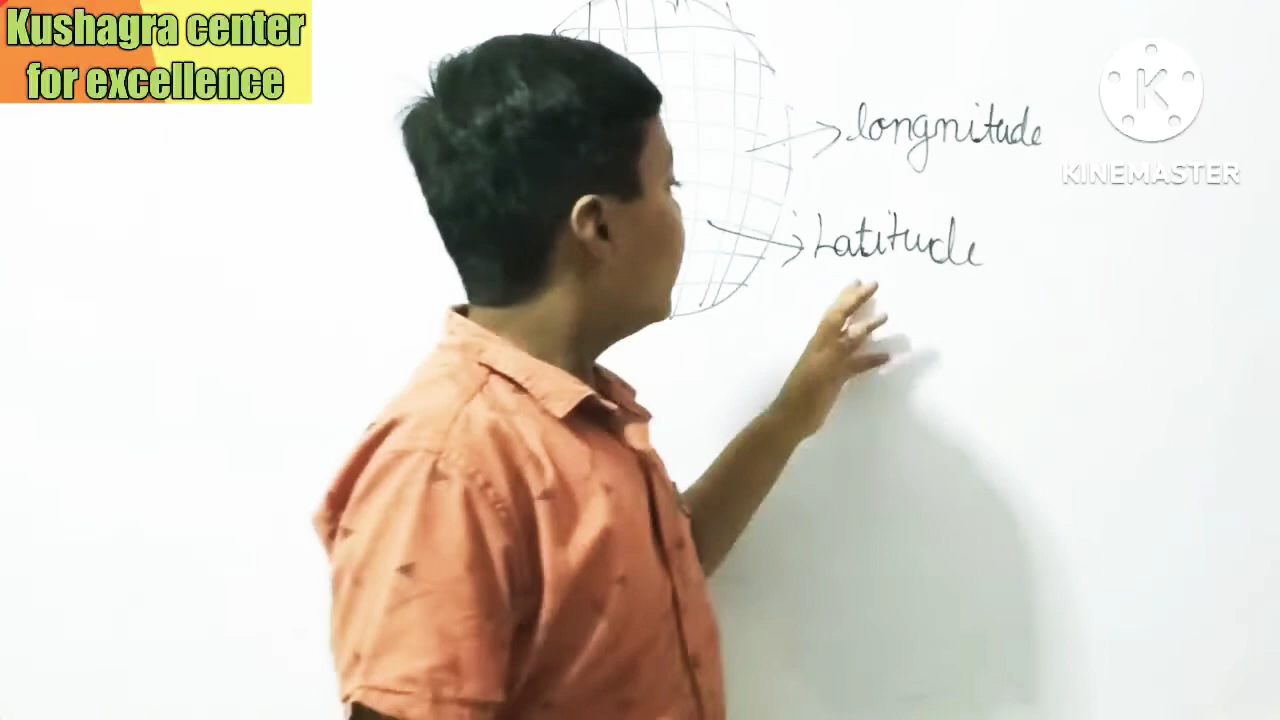 Kushagra center
for excellence
longnitude
K
KINEMASTER
Latitude